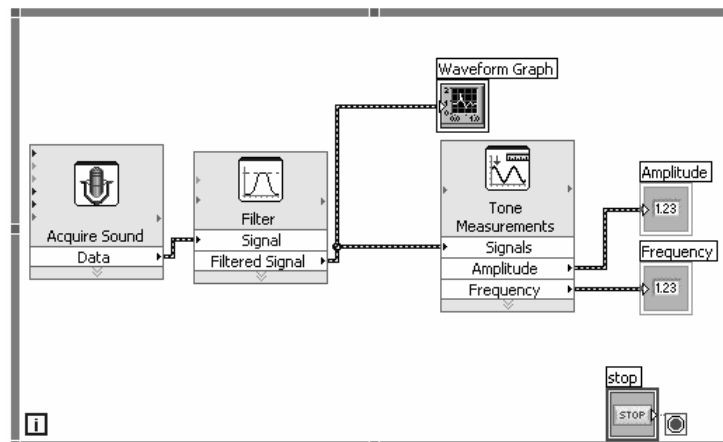 Waveform Graph
Acquire Sound
Data
Filter
Signal
Filtered Signal
Tone
Measurements
Signals
Amplitude
Frequency
Amplitude
1.23
Frequency
1.23
stop
STOP
i